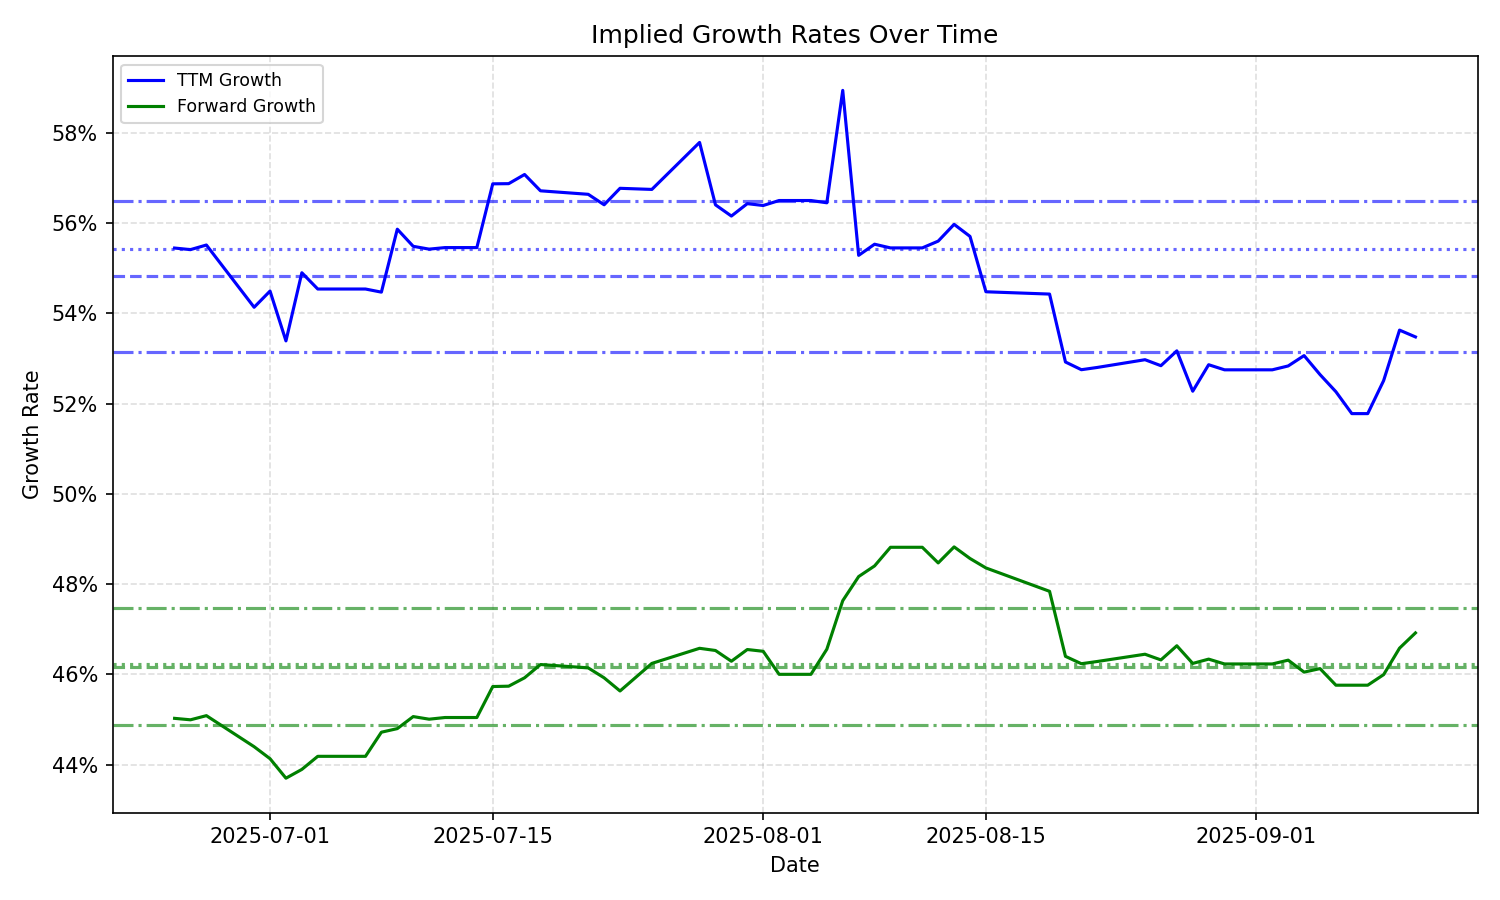 Implied Growth Rates Over Time
TTM Growth
Forward Growth
58%
56%
54%
52%
50%
48%
46%
44%
Growth Rate
2025-07-01
2025-07-15
2025-08-01
2025-08-15
2025-09-01
Date